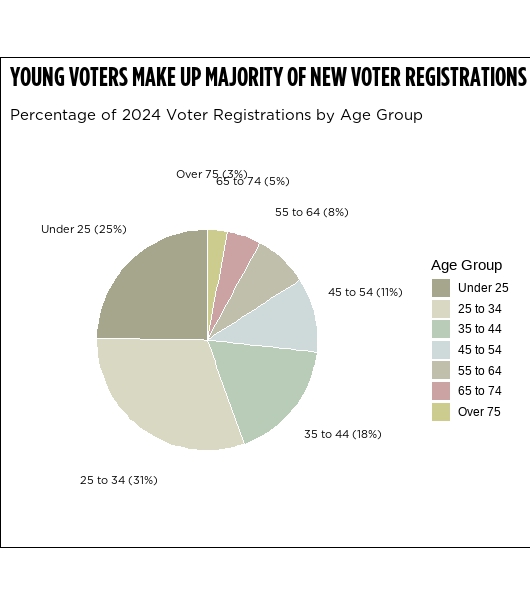 YOUNG VOTERS MAKE UP MAJORITY OF NEW VOTER REGISTRATIONS
Percentage of 2024 Voter Registrations by Age Group
Over 75 (3%)
65 to 74 (5%)
55 to 64 (8%)
Under 25 (25%)
45 to 54 (11%)
35 to 44 (18%)
25 to 34 (31%)
Age Group
Under 25
25 to 34
35 to 44
45 to 54
55 to 64
65 to 74
Over 75